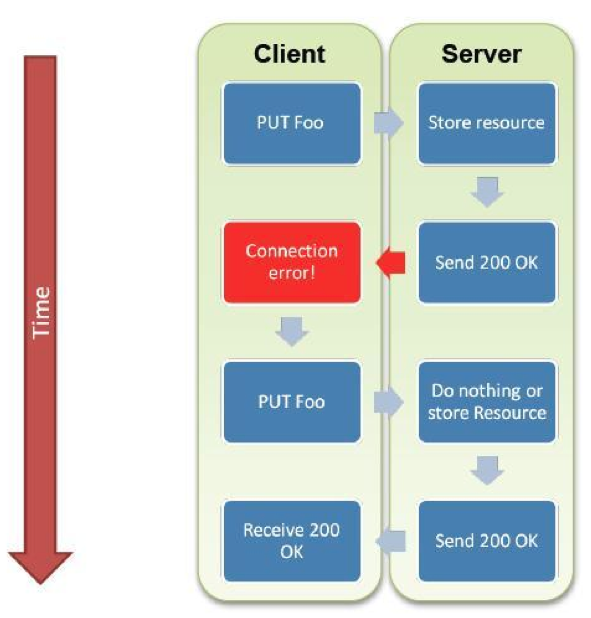 Client
Server
PUT Foo
Store resource
Connection
error!
Send 200 OK
Time
PUT Foo
Do nothing or
store Resource
Receive 200
OK
Send 200 OK